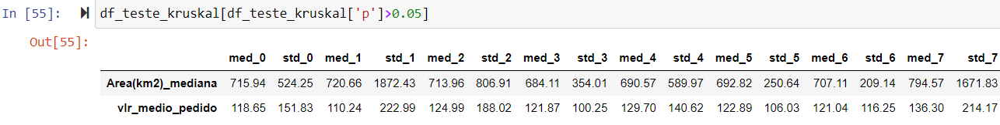 In [55]: df_teste_kruskal[df_teste_kruskal['p']>0.05]
Out[55]:
med_0 std_0 med_1 std_1 med_2 std_2 med_3 std_3 med_4 std_4 med_5 std_5 med_6 std_6 med_7 std_7
Area(km2)_mediana 715.94 524.25 720.66 1872.43 713.96 806.91 684.11 354.01 690.57 589.97 692.82 250.64 707.11 209.14 794.57 1671.83
vlr_medio_pedido 118.65 151.83 110.24 222.99 124.99 188.02 121.87 100.25 129.70 140.62 122.89 106.03 121.04 116.25 136.30 214.17